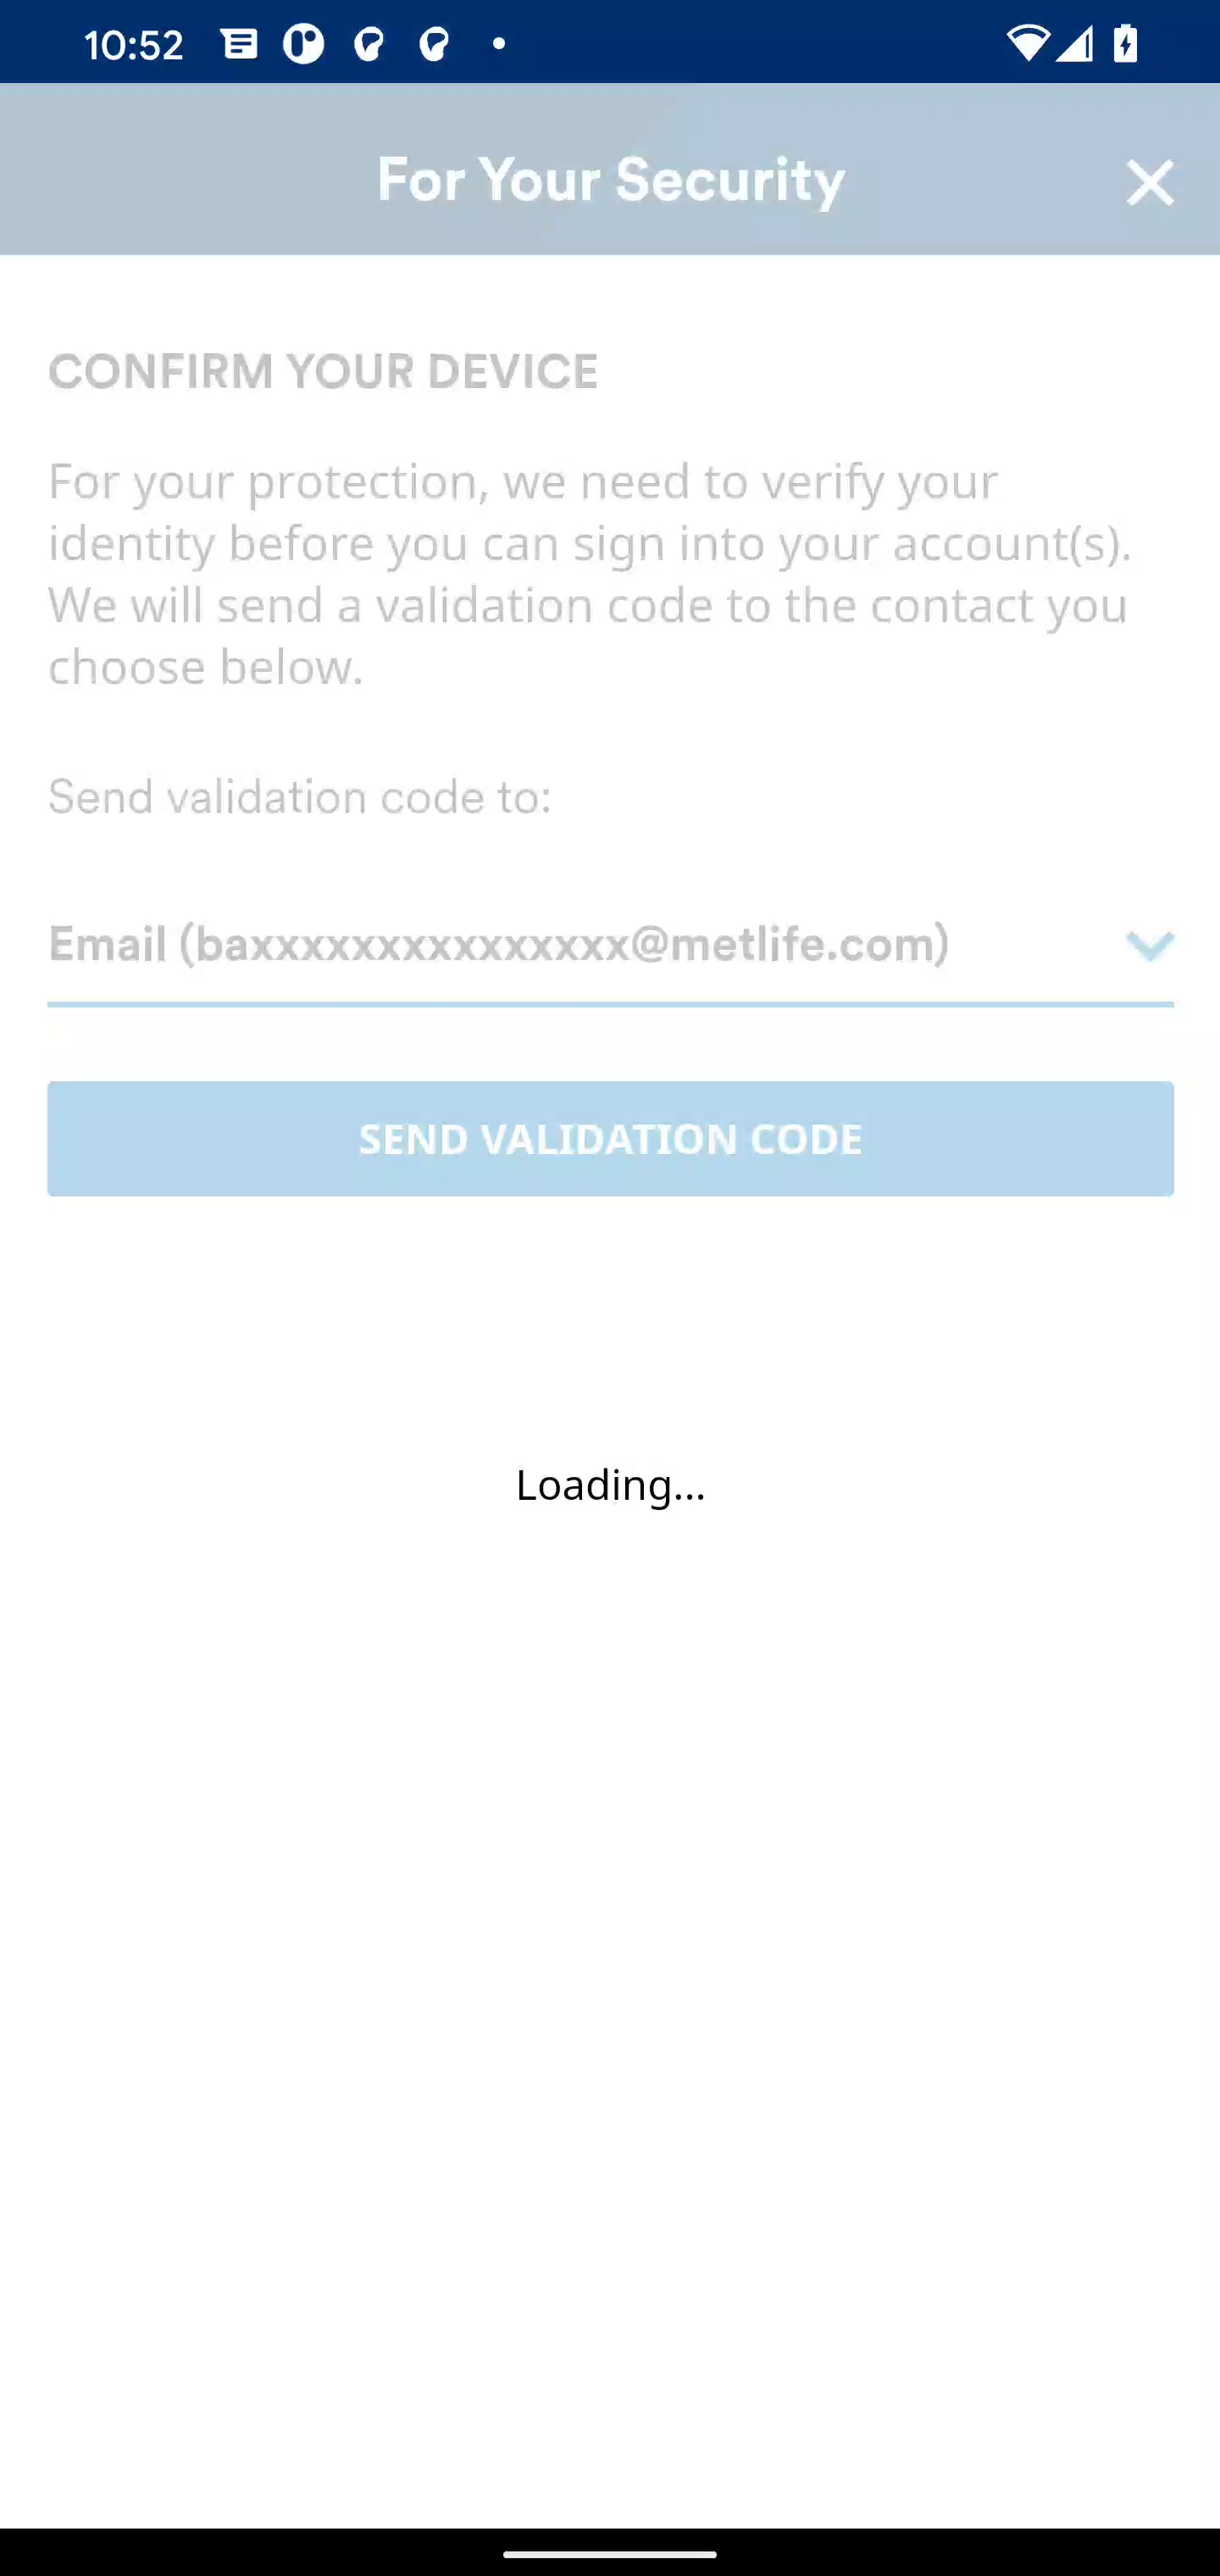 10:52
For Your Security
CONFIRM YOUR DEVICE
For your protection, we need to verify your
identity before you can sign into your account(s).
We will send a validation code to the contact you
choose below.
Send validation code to:
Email (baxxxxxxxxxxxxxxx@metlife.com)
SEND VALIDATION CODE
Loading...